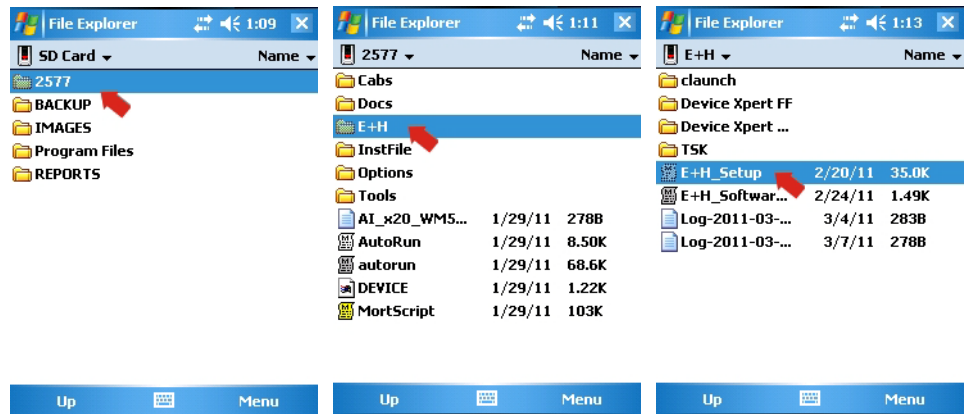 File Explorer 1:09
SD Card Name
2577
BACKUP
IMAGES
Program Files
REPORTS
Up Menu
File Explorer 1:11
2577 Name
Cabs
Docs
E+H
InstFile
Options
Tools
AI_x20_WM5... 1/29/11 278B
AutoRun 1/29/11 8.50K
autorun 1/29/11 68.6K
DEVICE 1/29/11 1.22K
MortScript 1/29/11 103K
Up Menu
File Explorer 1:13
E+H Name
claunch
Device Xpert FF
Device Xpert ...
TSK
E+H_Setup 2/20/11 35.0K
E+H_Softwar... 2/24/11 1.49K
Log-2011-03-... 3/4/11 283B
Log-2011-03-... 3/7/11 278B
Up Menu